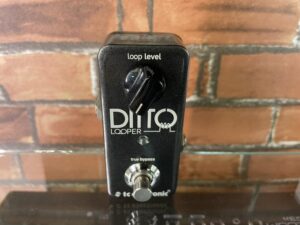 loop level
DITTO
LOOPER
true bypass
tc electronic